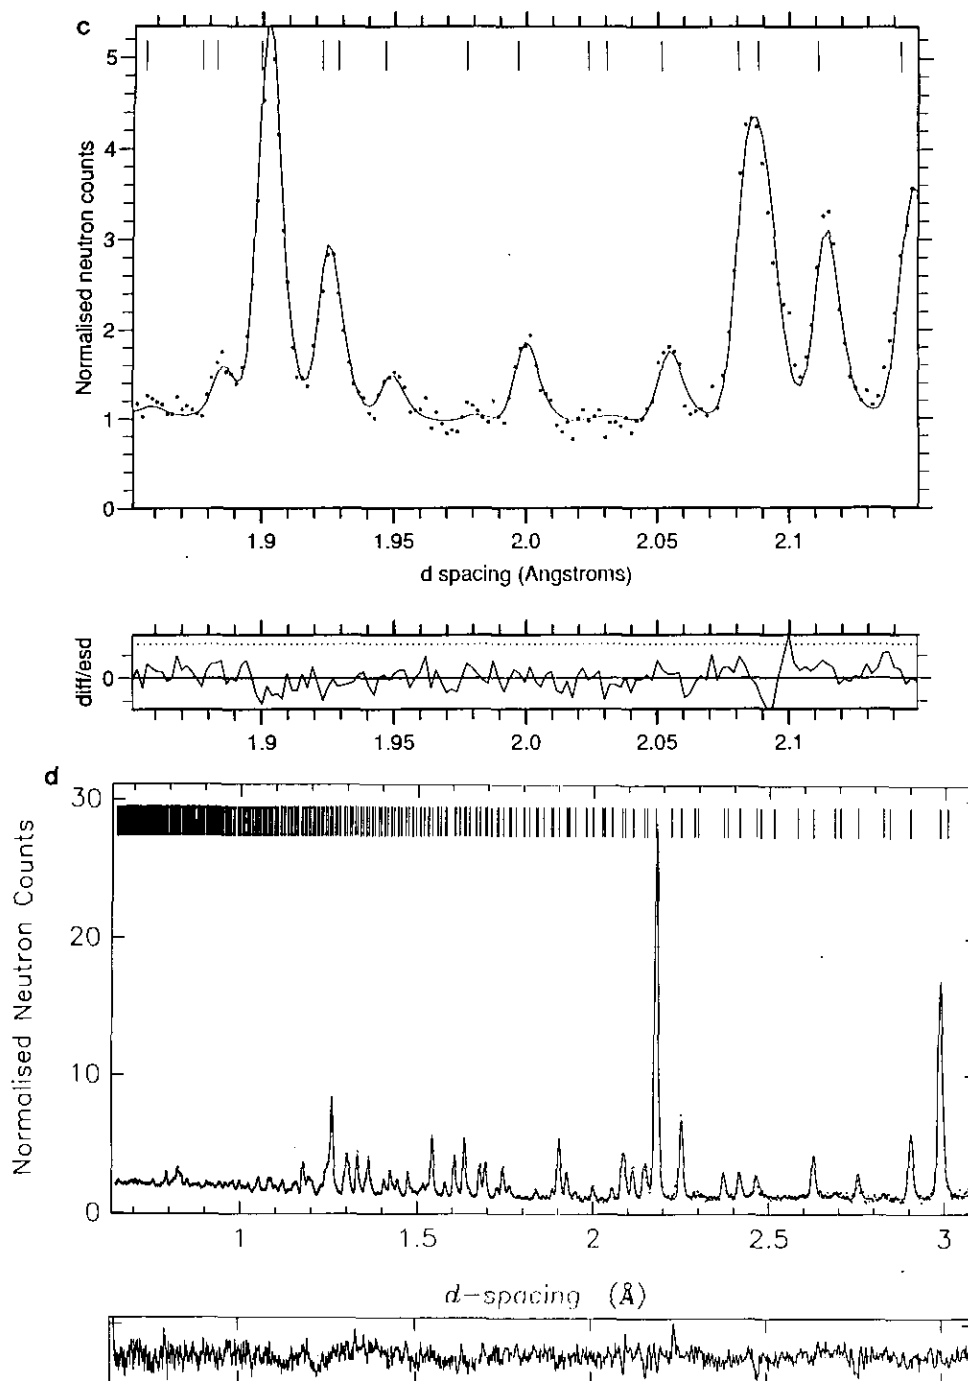 c
5
4
3
2
1
0
Normalised neutron counts
1.9 1.95 2.0 2.05 2.1
d spacing (Angstroms)
diff/esd
0
1.9 1.95 2.0 2.05 2.1
d
30
20
10
0
Normalised Neutron Counts
1 1.5 2 2.5 3
d-spacing (Å)